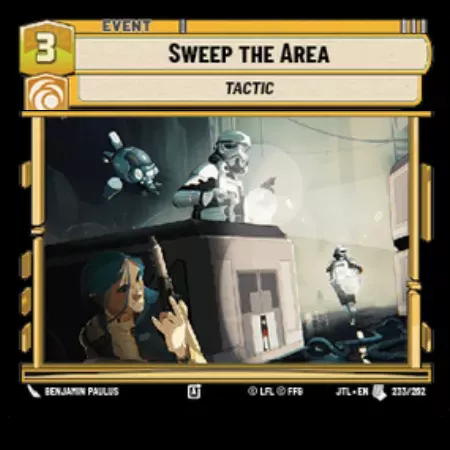 EVENT
3
SWEEP THE AREA
TACTIC
BENJAMIN PAULUS
© LFL © FFG
JTL • EN
233/262